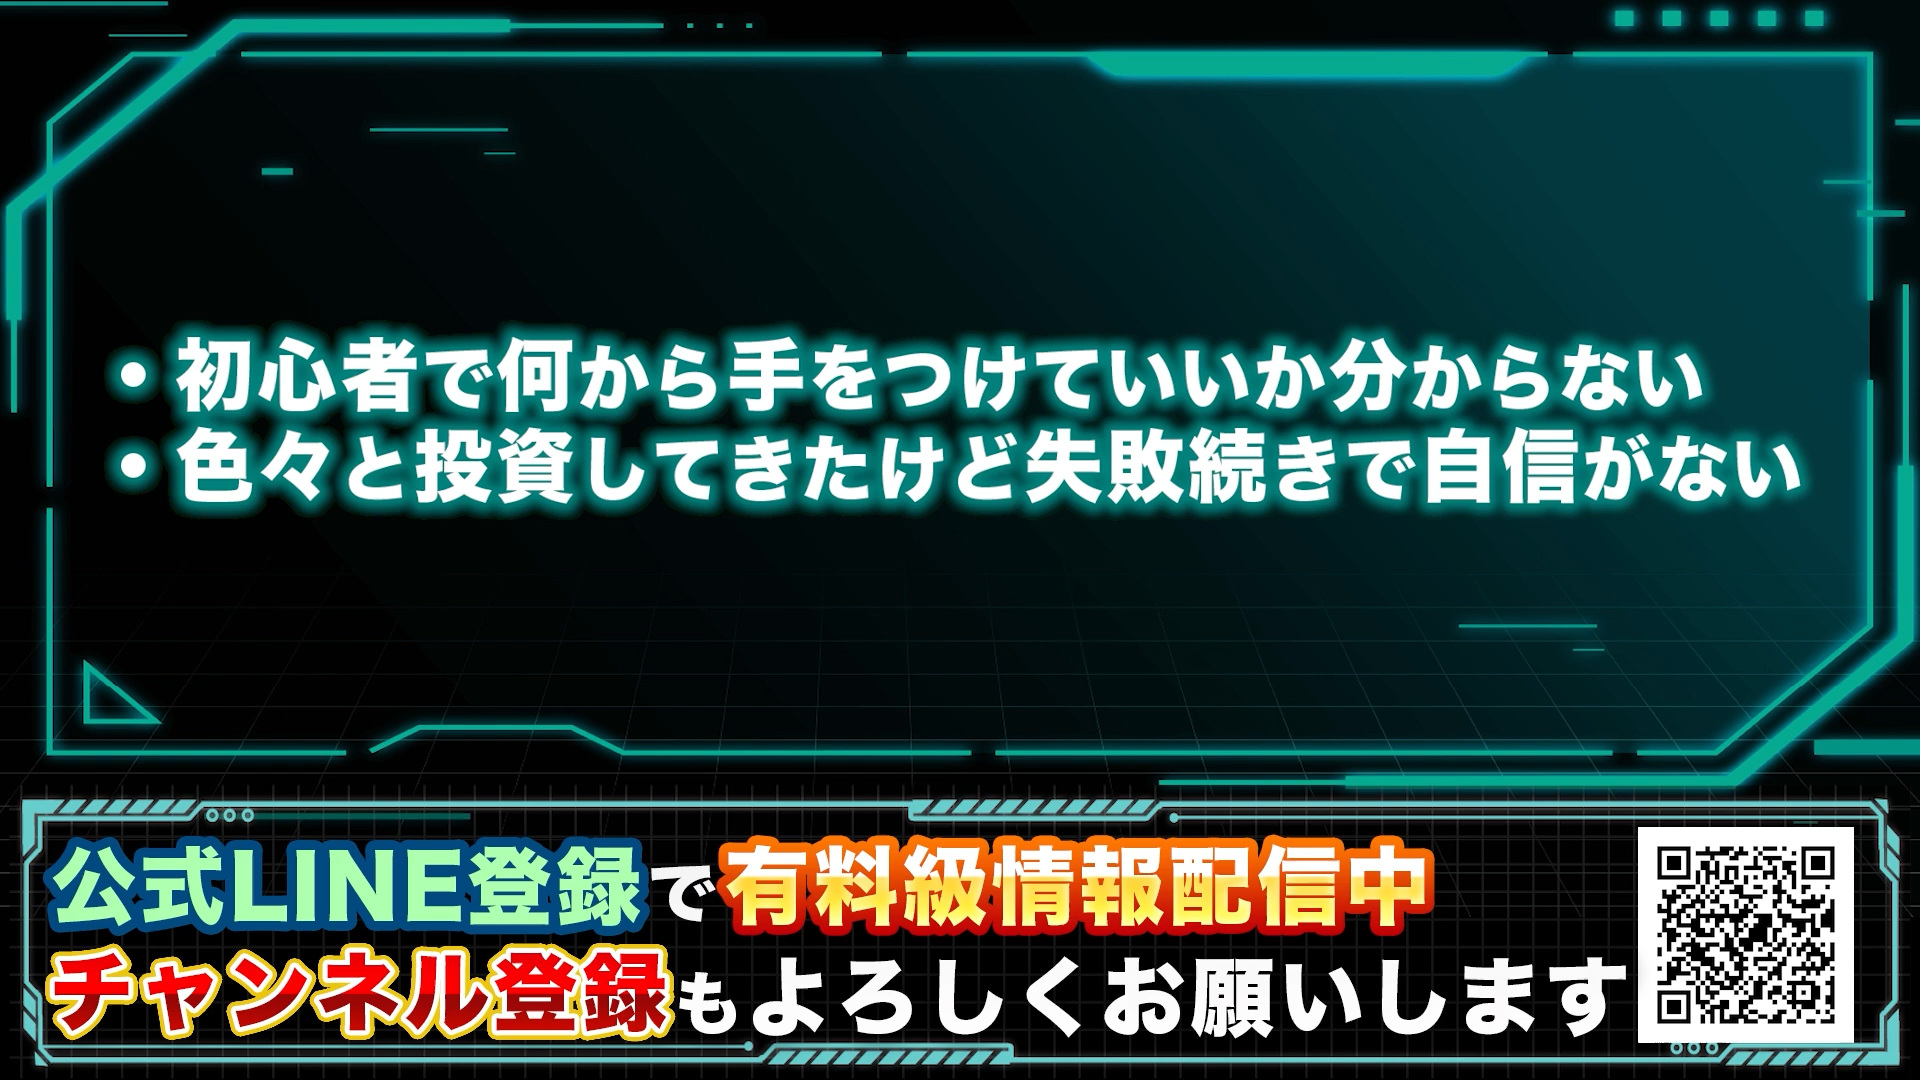 ・初心者で何から手をつけていいか分からない
・色々と投資してきたけど失敗続きで自信がない
公式LINE登録で有料級情報配信中
チャンネル登録もよろしくお願いします